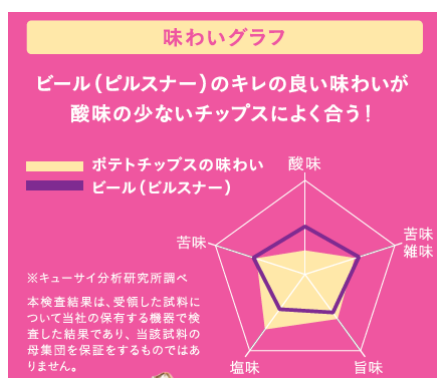 味わいグラフ
ビール(ピルスナー)のキレの良い味わいが
酸味の少ないチップスによく合う!
ポテトチップスの味わい
ビール(ピルスナー)
酸味
苦味
雑味
旨味
塩味
苦味
※キューサイ分析研究所調べ
本検査結果は、受領した試料に
ついて当社の保有する機器で検
査した結果であり、当該試料の
母集団を保証をするものではあ
りません。